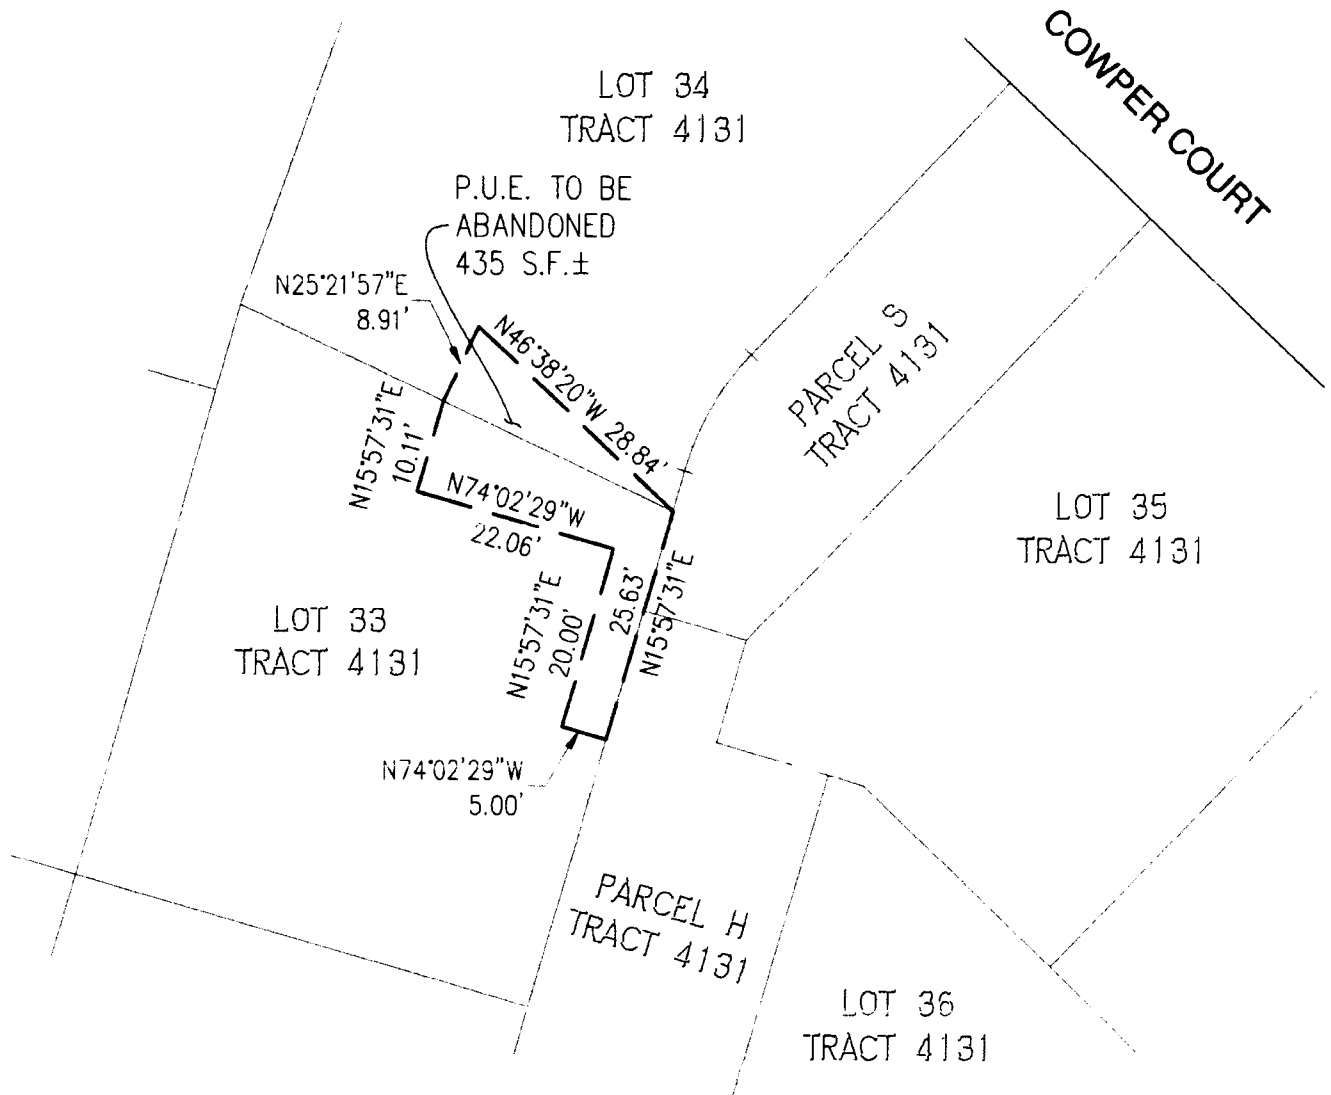 COWPER COURT
LOT 34
TRACT 4131
P.U.E. TO BE
ABANDONED
435 S.F.±
N25°21'57"E
8.91'
N46°38'20"W 28.84'
PARCEL S
TRACT 4131
N15°57'31"E
10.11'
N74°02'29"W
22.06'
LOT 35
TRACT 4131
25.63'
N15°57'31"E
N15°57'31"E
20.00'
LOT 33
TRACT 4131
N74°02'29"W
5.00'
PARCEL H
TRACT 4131
LOT 36
TRACT 4131